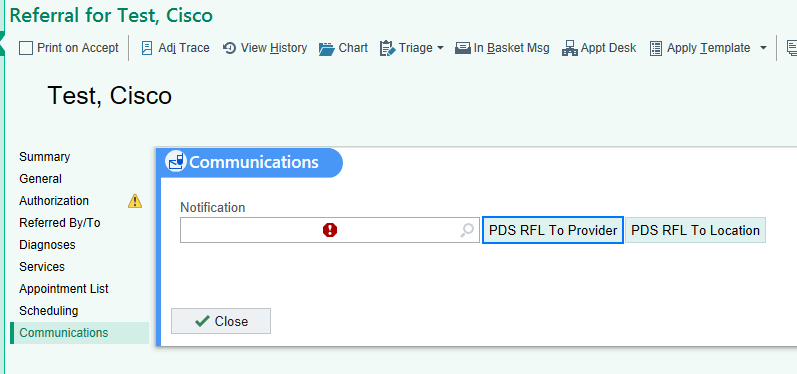 Referral for Test, Cisco
Print on Accept Adj Trace View History Chart Triage In Basket Msg Appt Desk Apply Template
Test, Cisco
Summary
General
Authorization
Referred By/To
Diagnoses
Services
Appointment List
Scheduling
Communications
Communications
Notification
PDS RFL To Provider PDS RFL To Location
Close